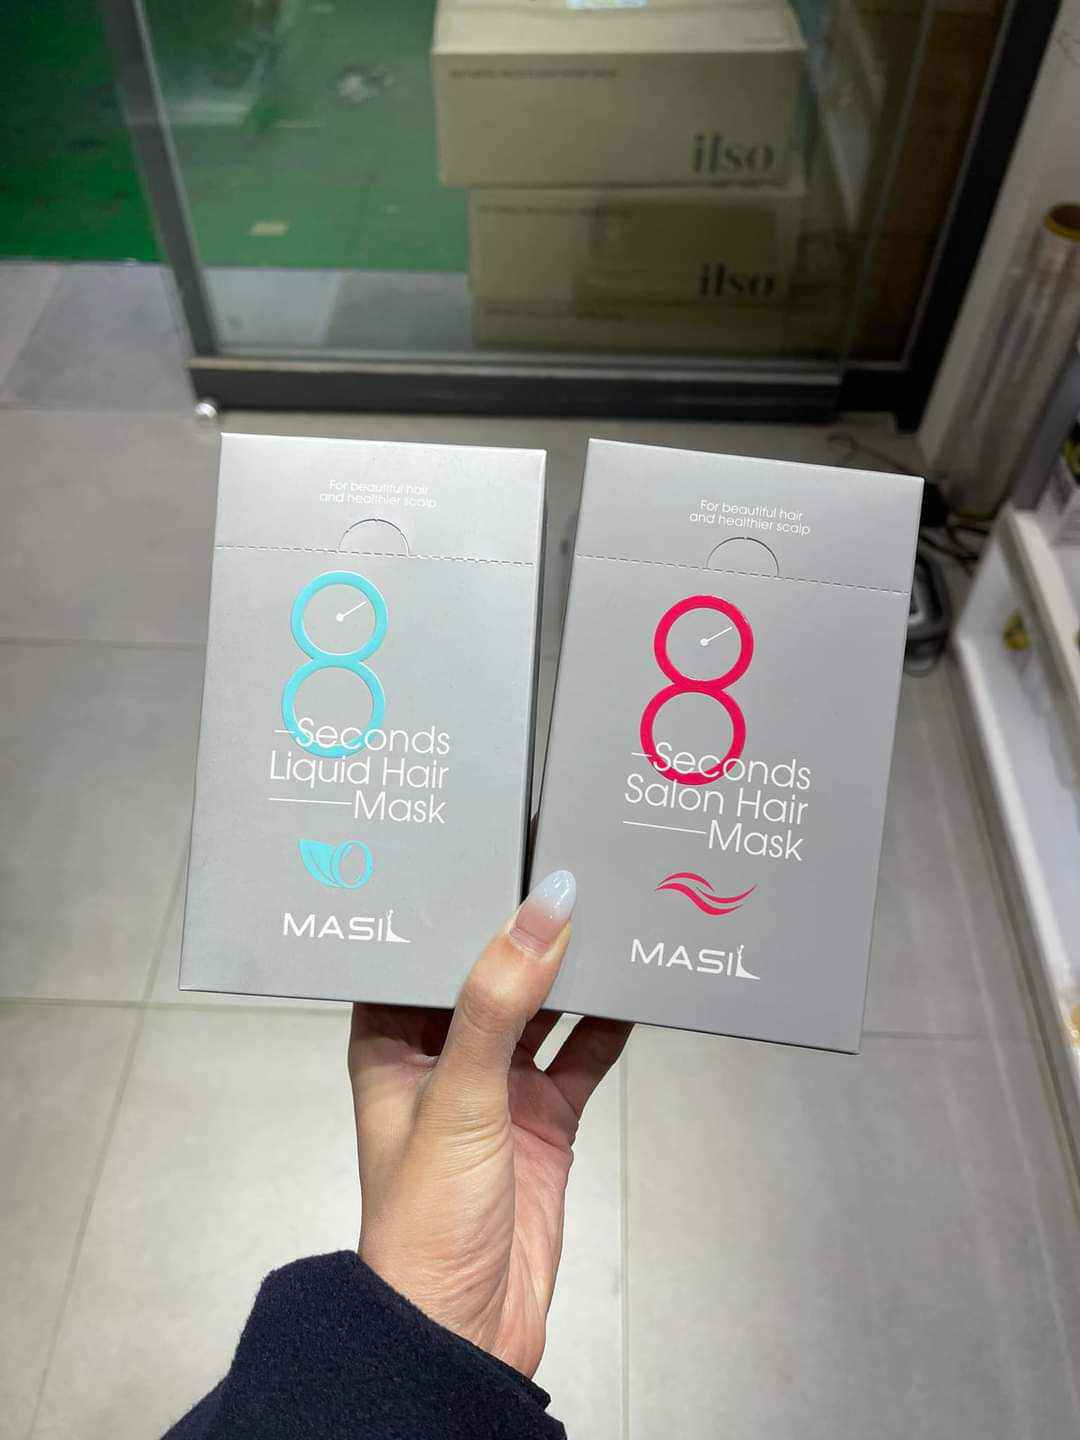 ilso
ilso
For beautiful hair
and healthier scalp
8
Seconds
Liquid Hair
Mask
MASIL
For beautiful hair
and healthier scalp
8
Seconds
Salon Hair
Mask
MASIL